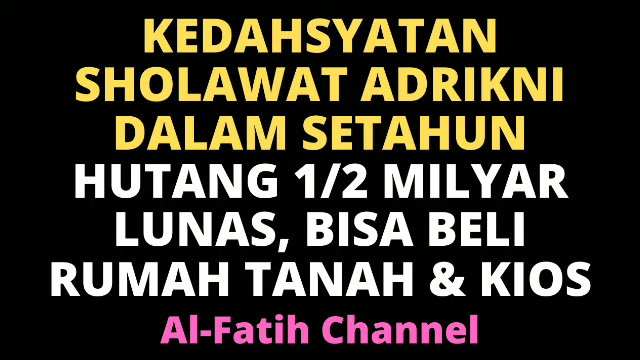 KEDAHSYATAN
SHOLAWAT ADRIKNI
DALAM SETAHUN
HUTANG 1/2 MILYAR
LUNAS, BISA BELI
RUMAH TANAH & KIOS
Al-Fatih Channel